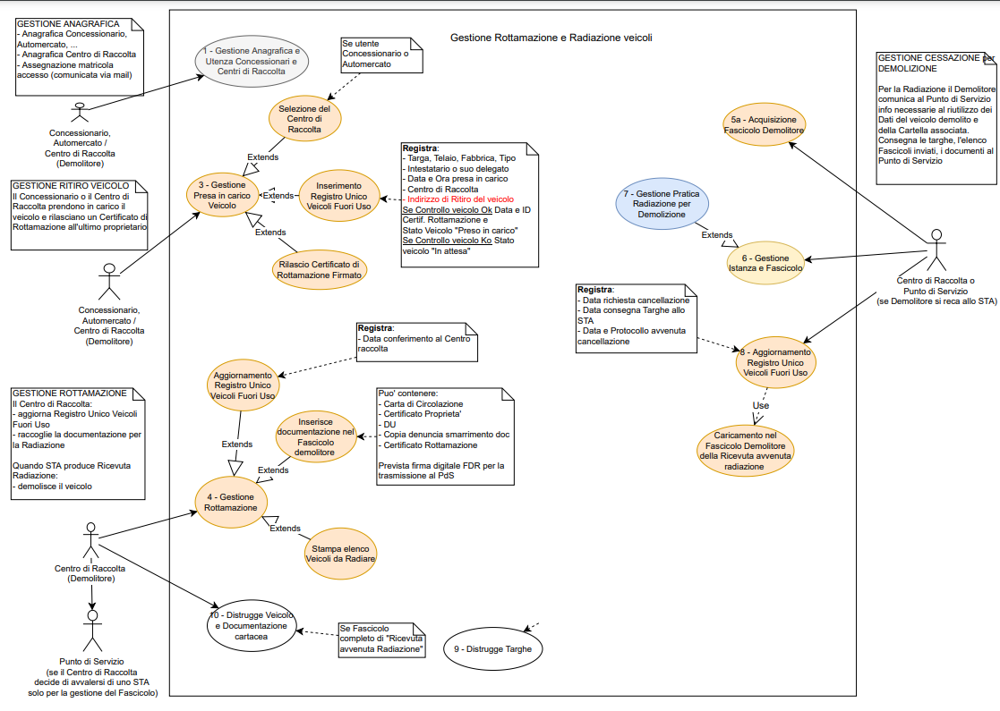 Gestione Rottamazione e Radiazione veicoli
GESTIONE ANAGRAFICA
- Anagrafica Concessionario,
Automercato, ...
- Anagrafica Centro di Raccolta
- Assegnazione matricola
accesso (comunicata via mail)
Concessionario,
Automercato /
Centro di Raccolta
(Demolitore)
1 - Gestione Anagrafica e
Utenza Concessionari e
Centri di Raccolta
Se utente
Concessionario o
Automercato
Selezione del
Centro di
Raccolta
Extends
GESTIONE RITIRO VEICOLO
Il Concessionario o il Centro di
Raccolta prendono in carico il
veicolo e rilasciano un Certificato di
Rottamazione all'ultimo proprietario
Concessionario,
Automercato /
Centro di Raccolta
(Demolitore)
3 - Gestione
Presa in carico
Veicolo
Extends
Inserimento
Registro Unico
Veicoli Fuori Uso
Extends
Rilascio Certificato di
Rottamazione Firmato
Registra:
- Targa, Telaio, Fabbrica, Tipo
- Intestatario o suo delegato
- Data e Ora presa in carico
- Centro di Raccolta
- Indirizzo di Ritiro del veicolo
Se Controllo veicolo Ok Data e ID
Certif. Rottamazione e
Stato Veicolo "Preso in carico"
Se Controllo veicolo Ko Stato
veicolo "In attesa"
GESTIONE CESSAZIONE per
DEMOLIZIONE
Per la Radiazione il Demolitore
comunica al Punto di Servizio
info necessarie al riutilizzo dei
Dati del veicolo demolito e
della Cartella associata.
Consegna le targhe, l'elenco
Fascicoli inviati, i documenti al
Punto di Servizio
5a - Acquisizione
Fascicolo Demolitore
7 - Gestione Pratica
Radiazione per
Demolizione
Extends
6 - Gestione
Istanza e Fascicolo
Centro di Raccolta o
Punto di Servizio
(se Demolitore si reca allo STA)
Registra:
- Data richiesta cancellazione
- Data consegna Targhe allo
STA
- Data e Protocollo avvenuta
cancellazione
8 - Aggiornamento
Registro Unico
Veicoli Fuori Uso
Use
Caricamento nel
Fascicolo Demolitore
della Ricevuta avvenuta
radiazione
Registra:
- Data conferimento al Centro
raccolta
Aggiornamento
Registro Unico
Veicoli Fuori Uso
Extends
Inserisce
documentazione nel
Fascicolo
demolitore
Extends
Puo' contenere:
- Carta di Circolazione
- Certificato Proprieta'
- DU
- Copia denuncia smarrimento doc
- Certificato Rottamazione
Prevista firma digitale FDR per la
trasmissione al PdS
GESTIONE ROTTAMAZIONE
Il Centro di Raccolta:
- aggiorna Registro Unico Veicoli
Fuori Uso
- raccoglie la documentazione per
la Radiazione
Quando STA produce Ricevuta
Radiazione:
- demolisce il veicolo
4 - Gestione
Rottamazione
Extends
Stampa elenco
Veicoli da Radiare
Centro di Raccolta
(Demolitore)
Punto di Servizio
(se il Centro di Raccolta
decide di avvalersi di uno STA
solo per la gestione del Fascicolo)
10 - Distrugge Veicolo
e Documentazione
cartacea
Se Fascicolo
completo di "Ricevuta
avvenuta Radiazione"
9 - Distrugge Targhe